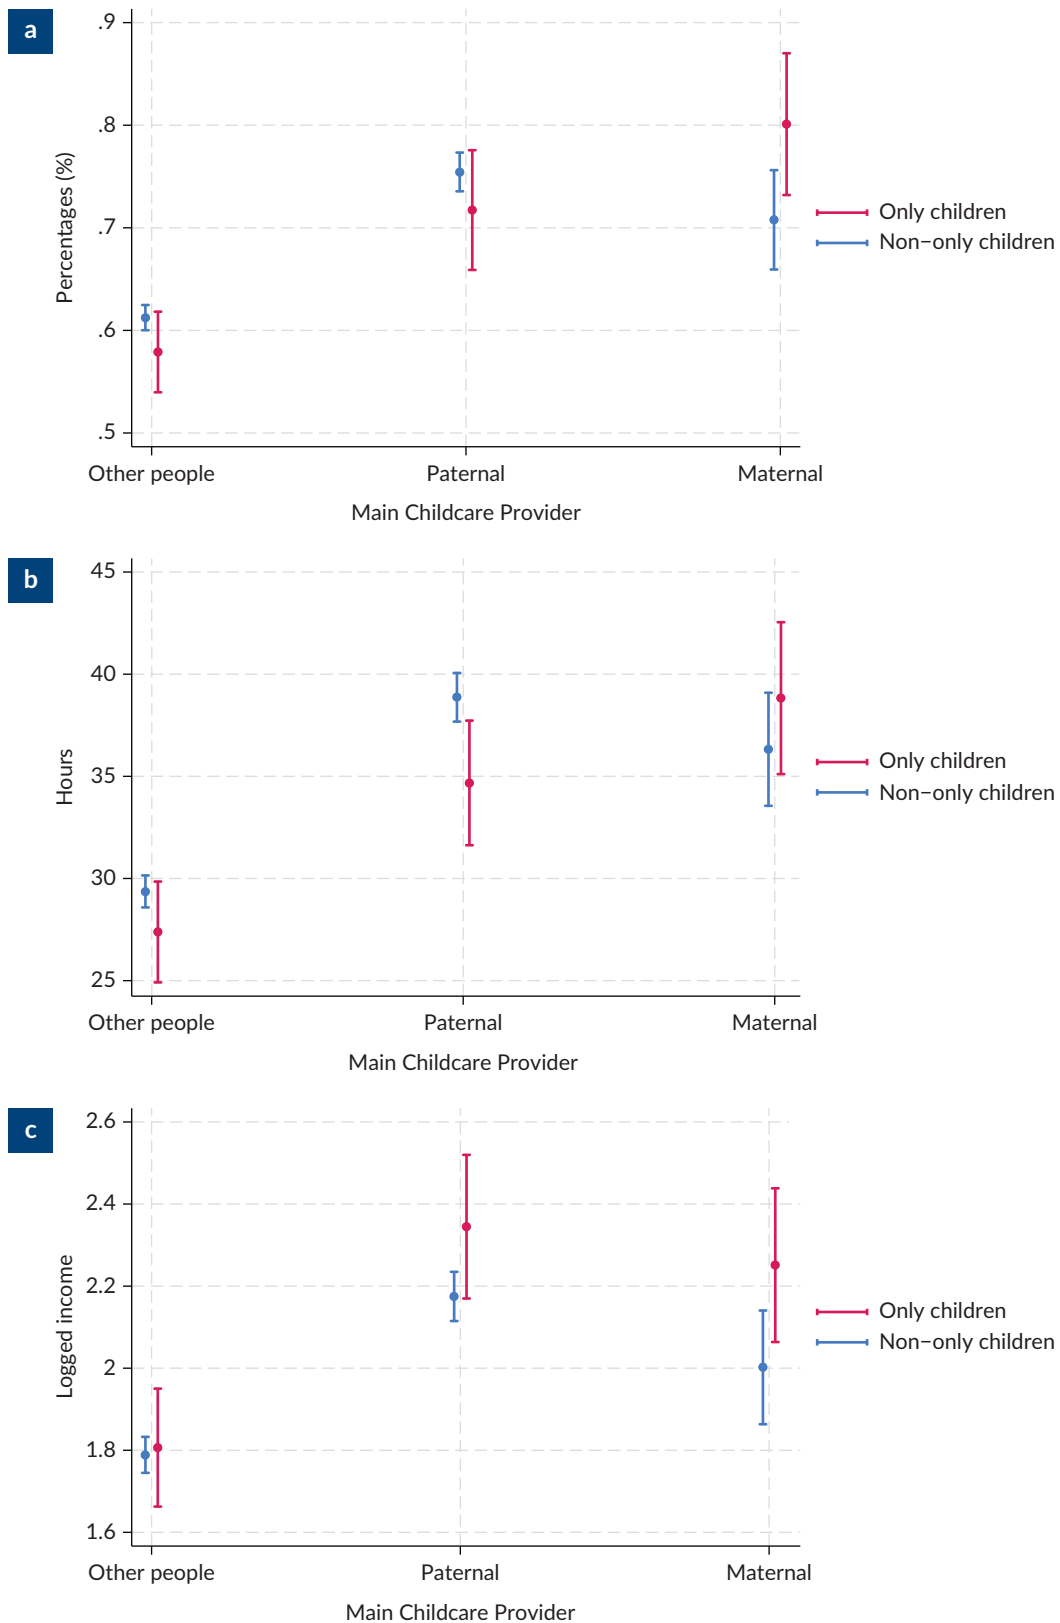 a
Percentages (%)
.9
.8
.7
.6
.5
Other people
Paternal
Maternal
Main Childcare Provider
Only children
Non−only children
b
Hours
45
40
35
30
25
Other people
Paternal
Maternal
Main Childcare Provider
Only children
Non−only children
c
Logged income
2.6
2.4
2.2
2
1.8
1.6
Other people
Paternal
Maternal
Main Childcare Provider
Only children
Non−only children